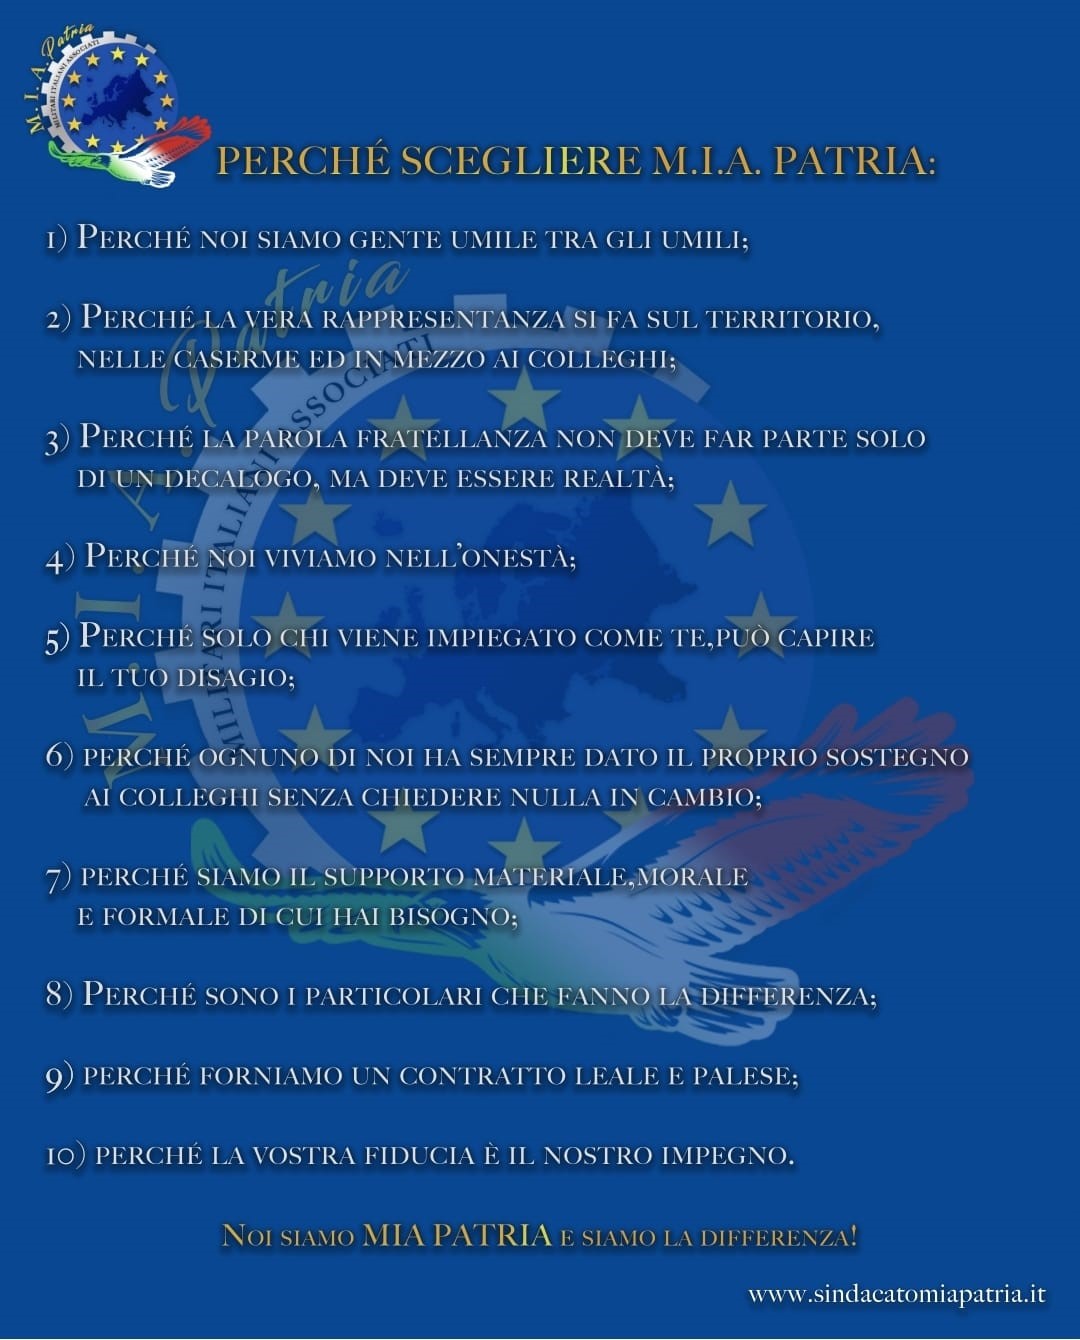 M.I.A. Patria
MILITARI ITALIANI ASSOCIATI
PERCHÉ SCEGLIERE M.I.A. PATRIA:
1) Perché noi siamo gente umile tra gli umili;
2) Perché la vera rappresentanza si fa sul territorio,
nelle caserme ed in mezzo ai colleghi;
3) Perché la parola fratellanza non deve far parte solo
di un decalogo, ma deve essere realtà;
4) Perché noi viviamo nell'onestà;
5) Perché solo chi viene impiegato come te,può capire
il tuo disagio;
6) perché ognuno di noi ha sempre dato il proprio sostegno
ai colleghi senza chiedere nulla in cambio;
7) perché siamo il supporto materiale,morale
e formale di cui hai bisogno;
8) Perché sono i particolari che fanno la differenza;
9) perché forniamo un contratto leale e palese;
10) perché la vostra fiducia è il nostro impegno.
Noi siamo MIA PATRIA e siamo la differenza!
www.sindacatomiapatria.it
M.I.A. Patria
MILITARI ITALIANI ASSOCIATI